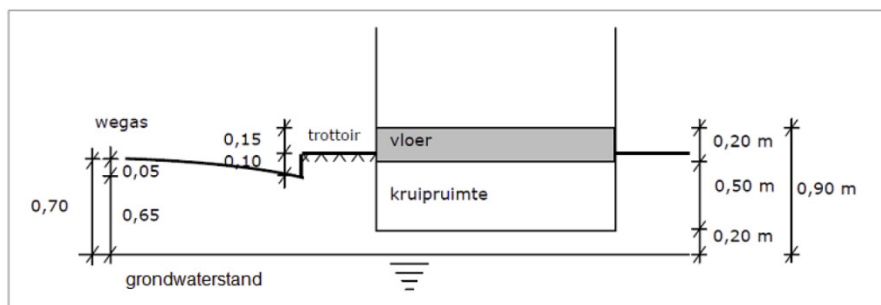 wegas
0,15
trottoir
vloer
0,20 m
0,10
0,05
0,70
0,65
kruipruimte
0,50 m
0,90 m
0,20 m
grondwaterstand